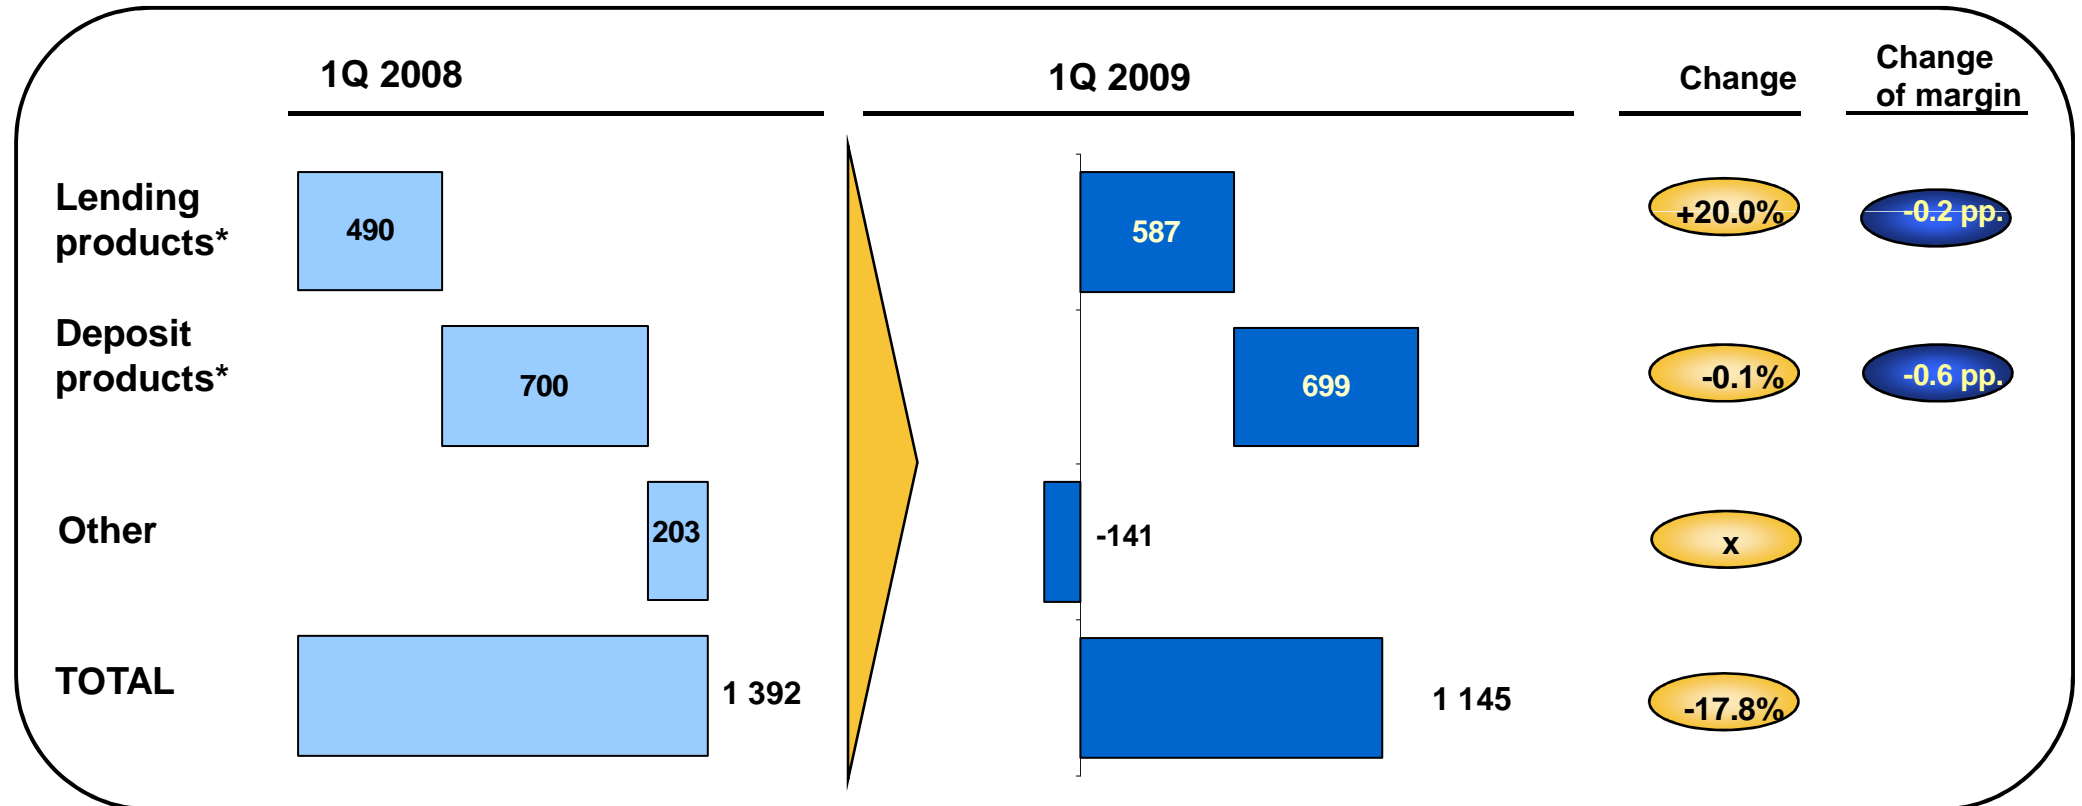 1Q 2008
1Q 2009
Change
Change
of margin
Lending
products*
490
587
+20.0%
-0.2 pp.
Deposit
products*
700
699
-0.1%
-0.6 pp.
Other
203
-141
x
TOTAL
1 392
1 145
-17.8%